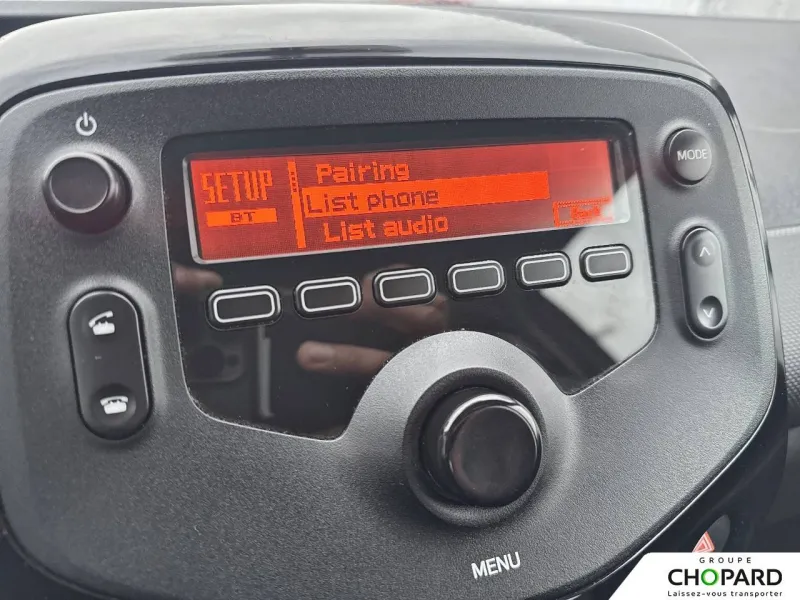 SETUP
BT
Pairing
List phone
List audio
MODE
MENU
GROUPE
CHOPARD
Laissez-vous transporter